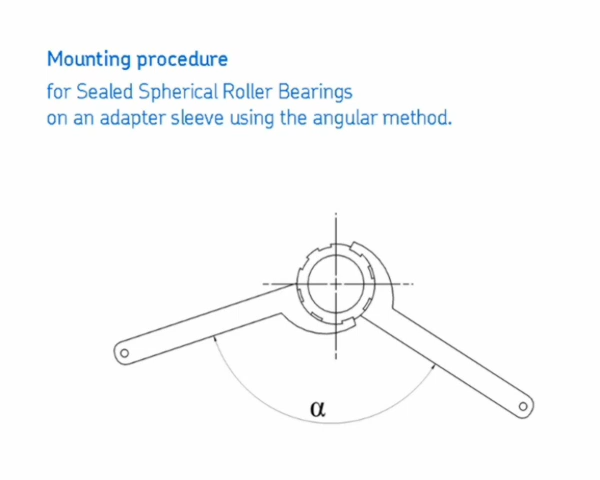 Mounting procedure
for Sealed Spherical Roller Bearings
on an adapter sleeve using the angular method.
α